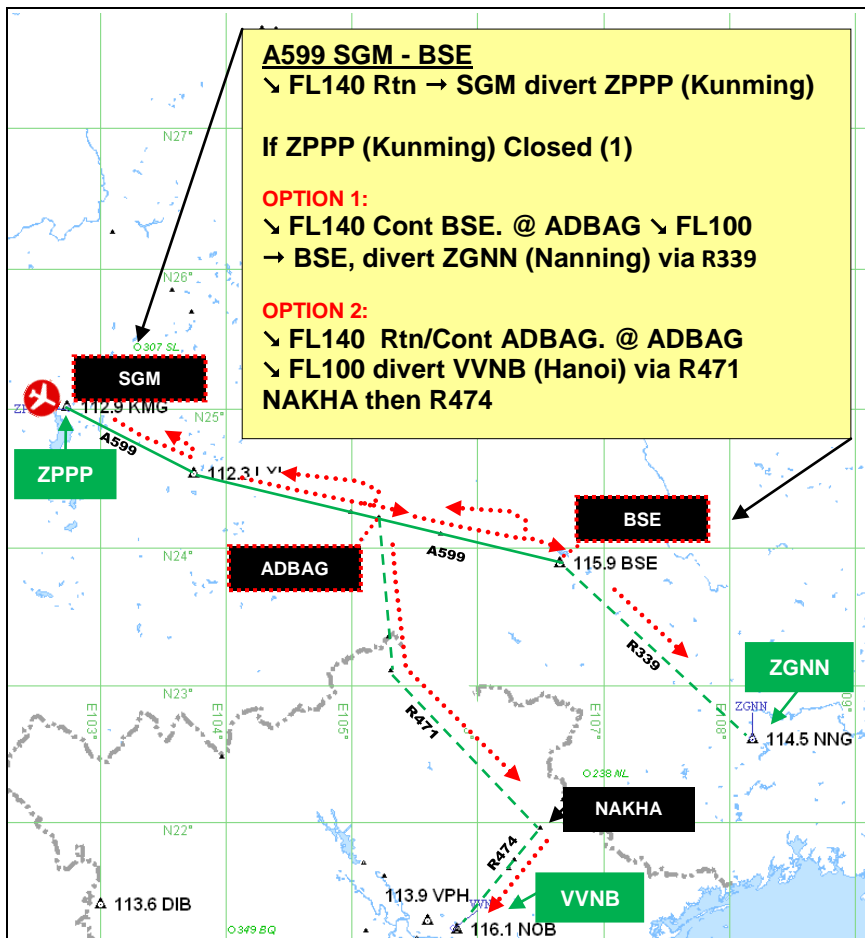 A599 SGM - BSE
↘ FL140 Rtn → SGM divert ZPPP (Kunming)
If ZPPP (Kunming) Closed (1)
OPTION 1:
↘ FL140 Cont BSE. @ ADBAG ↘ FL100
→ BSE, divert ZGNN (Nanning) via R339
OPTION 2:
↘ FL140 Rtn/Cont ADBAG. @ ADBAG
↘ FL100 divert VVNB (Hanoi) via R471
NAKHA then R474
N27°
N26°
307 SL
SGM
112.9 KMG
N25°
A599
ZPPP
112.3
BSE
ADBAG
N24°
A599
115.9 BSE
R339
ZGNN
N23°
E103°
E104°
E105°
E107°
E108°
ZGNN
114.5 NNG
R471
238 NL
NAKHA
N22°
R474
113.9 VPH
VVNB
113.6 DIB
349 BQ
116.1 NOB